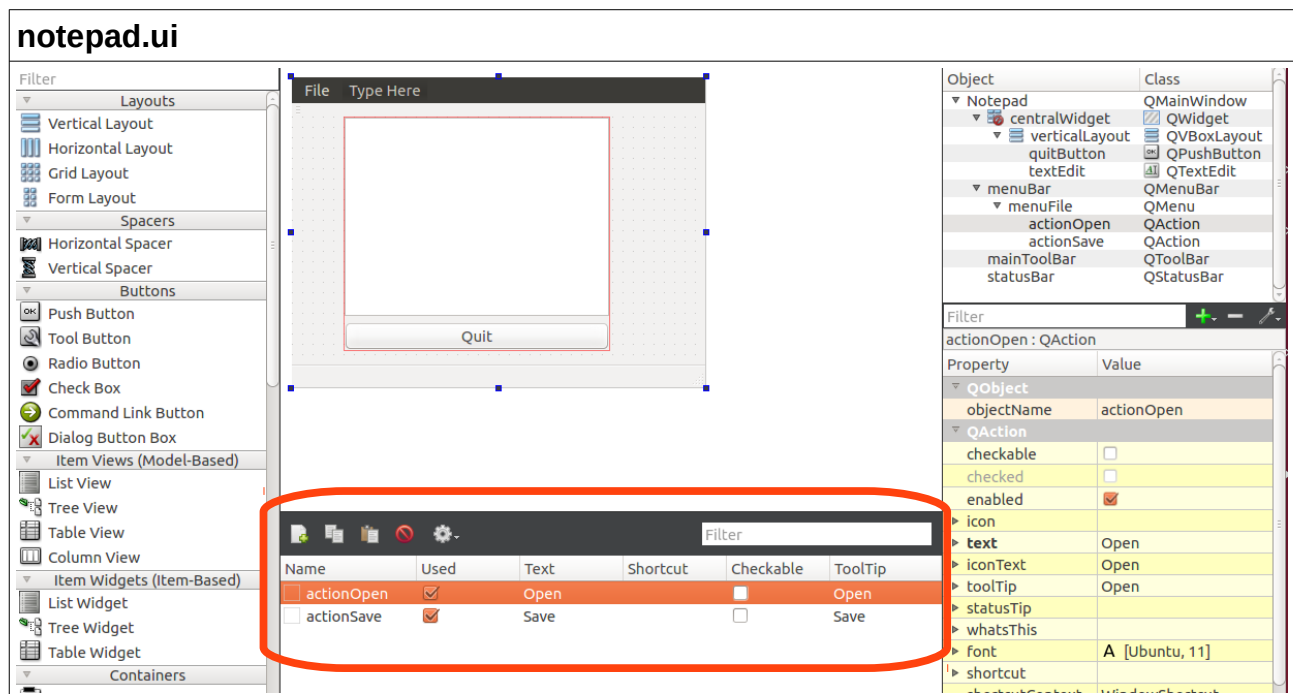 notepad.ui
Filter
Layouts
Vertical Layout
Horizontal Layout
Grid Layout
Form Layout
Spacers
Horizontal Spacer
Vertical Spacer
Buttons
Push Button
Tool Button
Radio Button
Check Box
Command Link Button
Dialog Button Box
Item Views (Model-Based)
List View
Tree View
Table View
Column View
Item Widgets (Item-Based)
List Widget
Tree Widget
Table Widget
Containers
File Type Here
Quit
Filter
Name Used Text Shortcut Checkable ToolTip
actionOpen Open Open
actionSave Save Save
Object Class
Notepad QMainWindow
centralWidget QWidget
verticalLayout QVBoxLayout
quitButton QPushButton
textEdit QTextEdit
menuBar QMenuBar
menuFile QMenu
actionOpen QAction
actionSave QAction
mainToolBar QToolBar
statusBar QStatusBar
Filter
actionOpen : QAction
Property Value
QObject
objectName actionOpen
QAction
checkable
checked
enabled
icon
text Open
iconText Open
toolTip Open
statusTip
whatsThis
font A [Ubuntu, 11]
shortcut
shortcutContext WindowShortcut